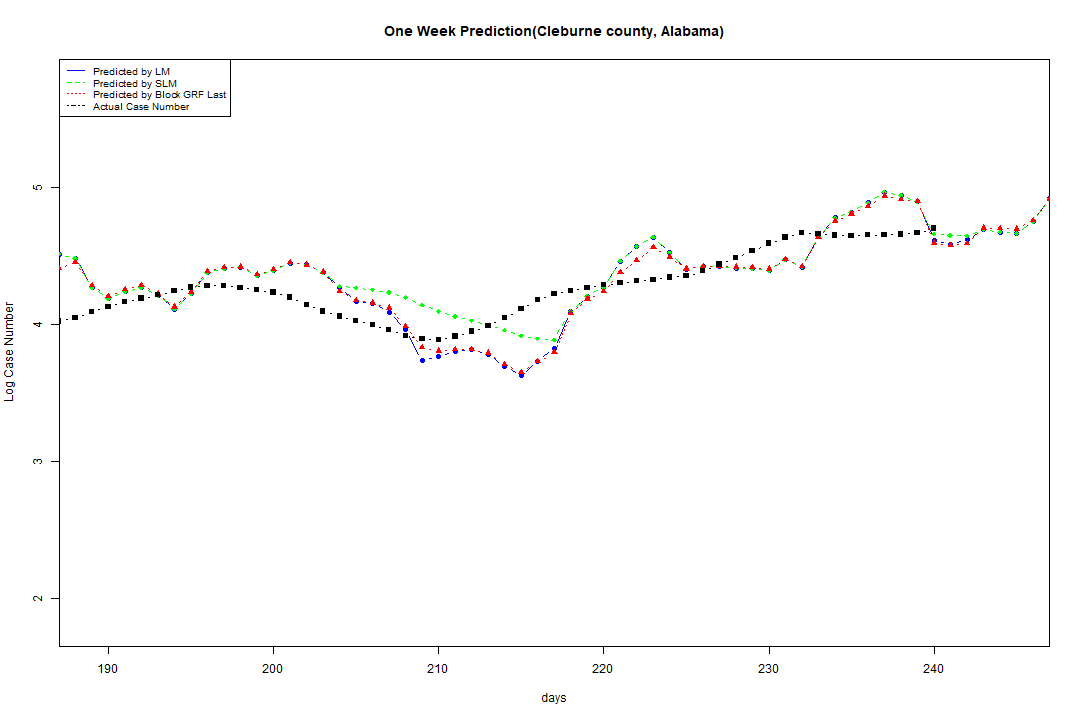 One Week Prediction(Cleburne county, Alabama)
Predicted by LM
Predicted by SLM
Predicted by Block GRF Last
Actual Case Number
5
4
3
2
Log Case Number
190 200 210 220 230 240
days